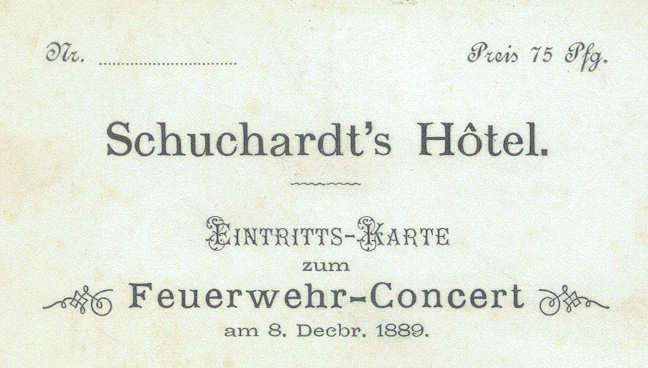 Nr. ........................... Preis 75 Pfg.
Schuchardt's Hôtel.
EINTRITTS-KARTE
zum
Feuerwehr-Concert
am 8. Decbr. 1889.